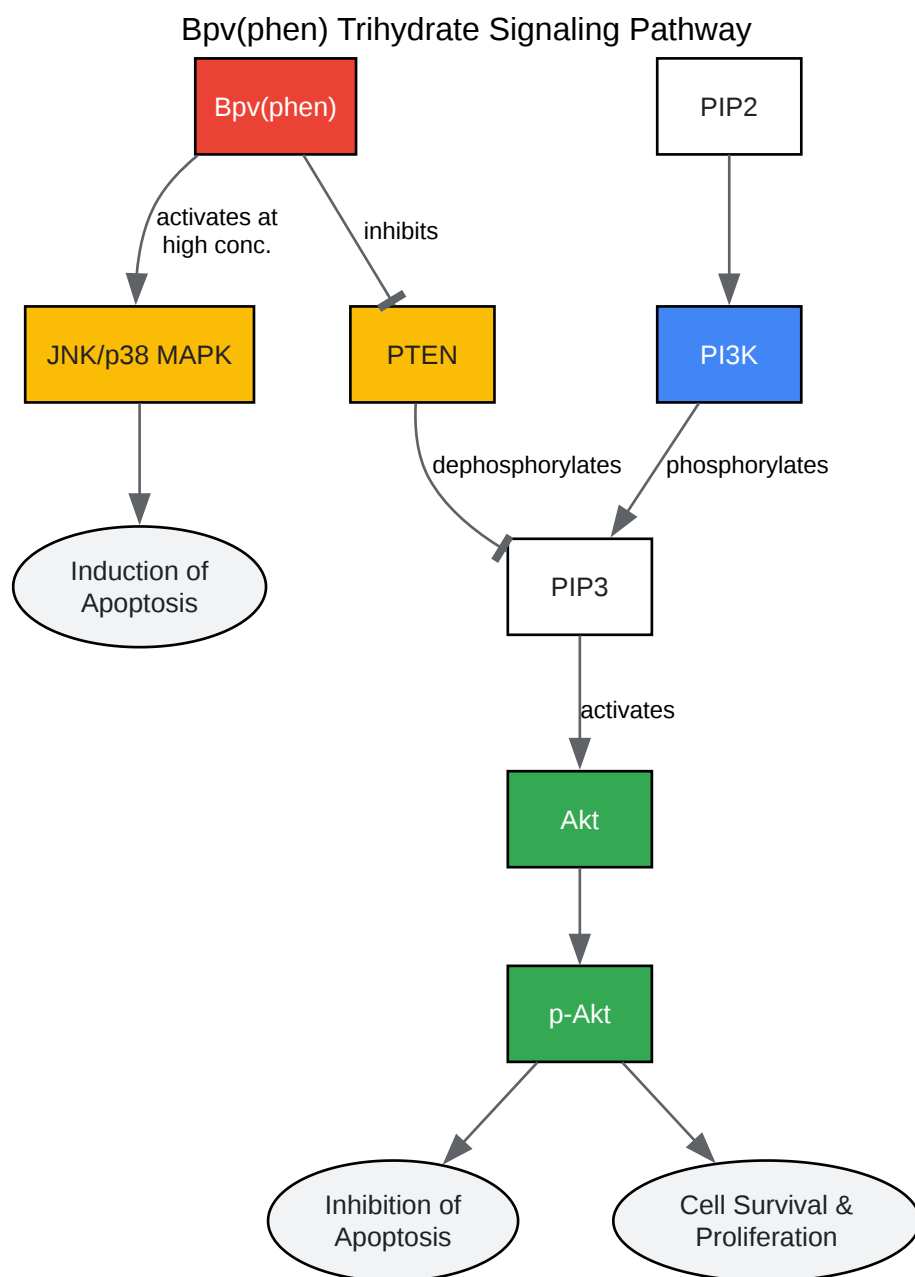 Bpv(phen) Trihydrate Signaling Pathway
Bpv(phen)
PIP2
activates at
high conc.
inhibits
JNK/p38 MAPK
PTEN
PI3K
dephosphorylates
phosphorylates
Induction of
Apoptosis
PIP3
activates
Akt
p-Akt
Inhibition of
Apoptosis
Cell Survival &
Proliferation